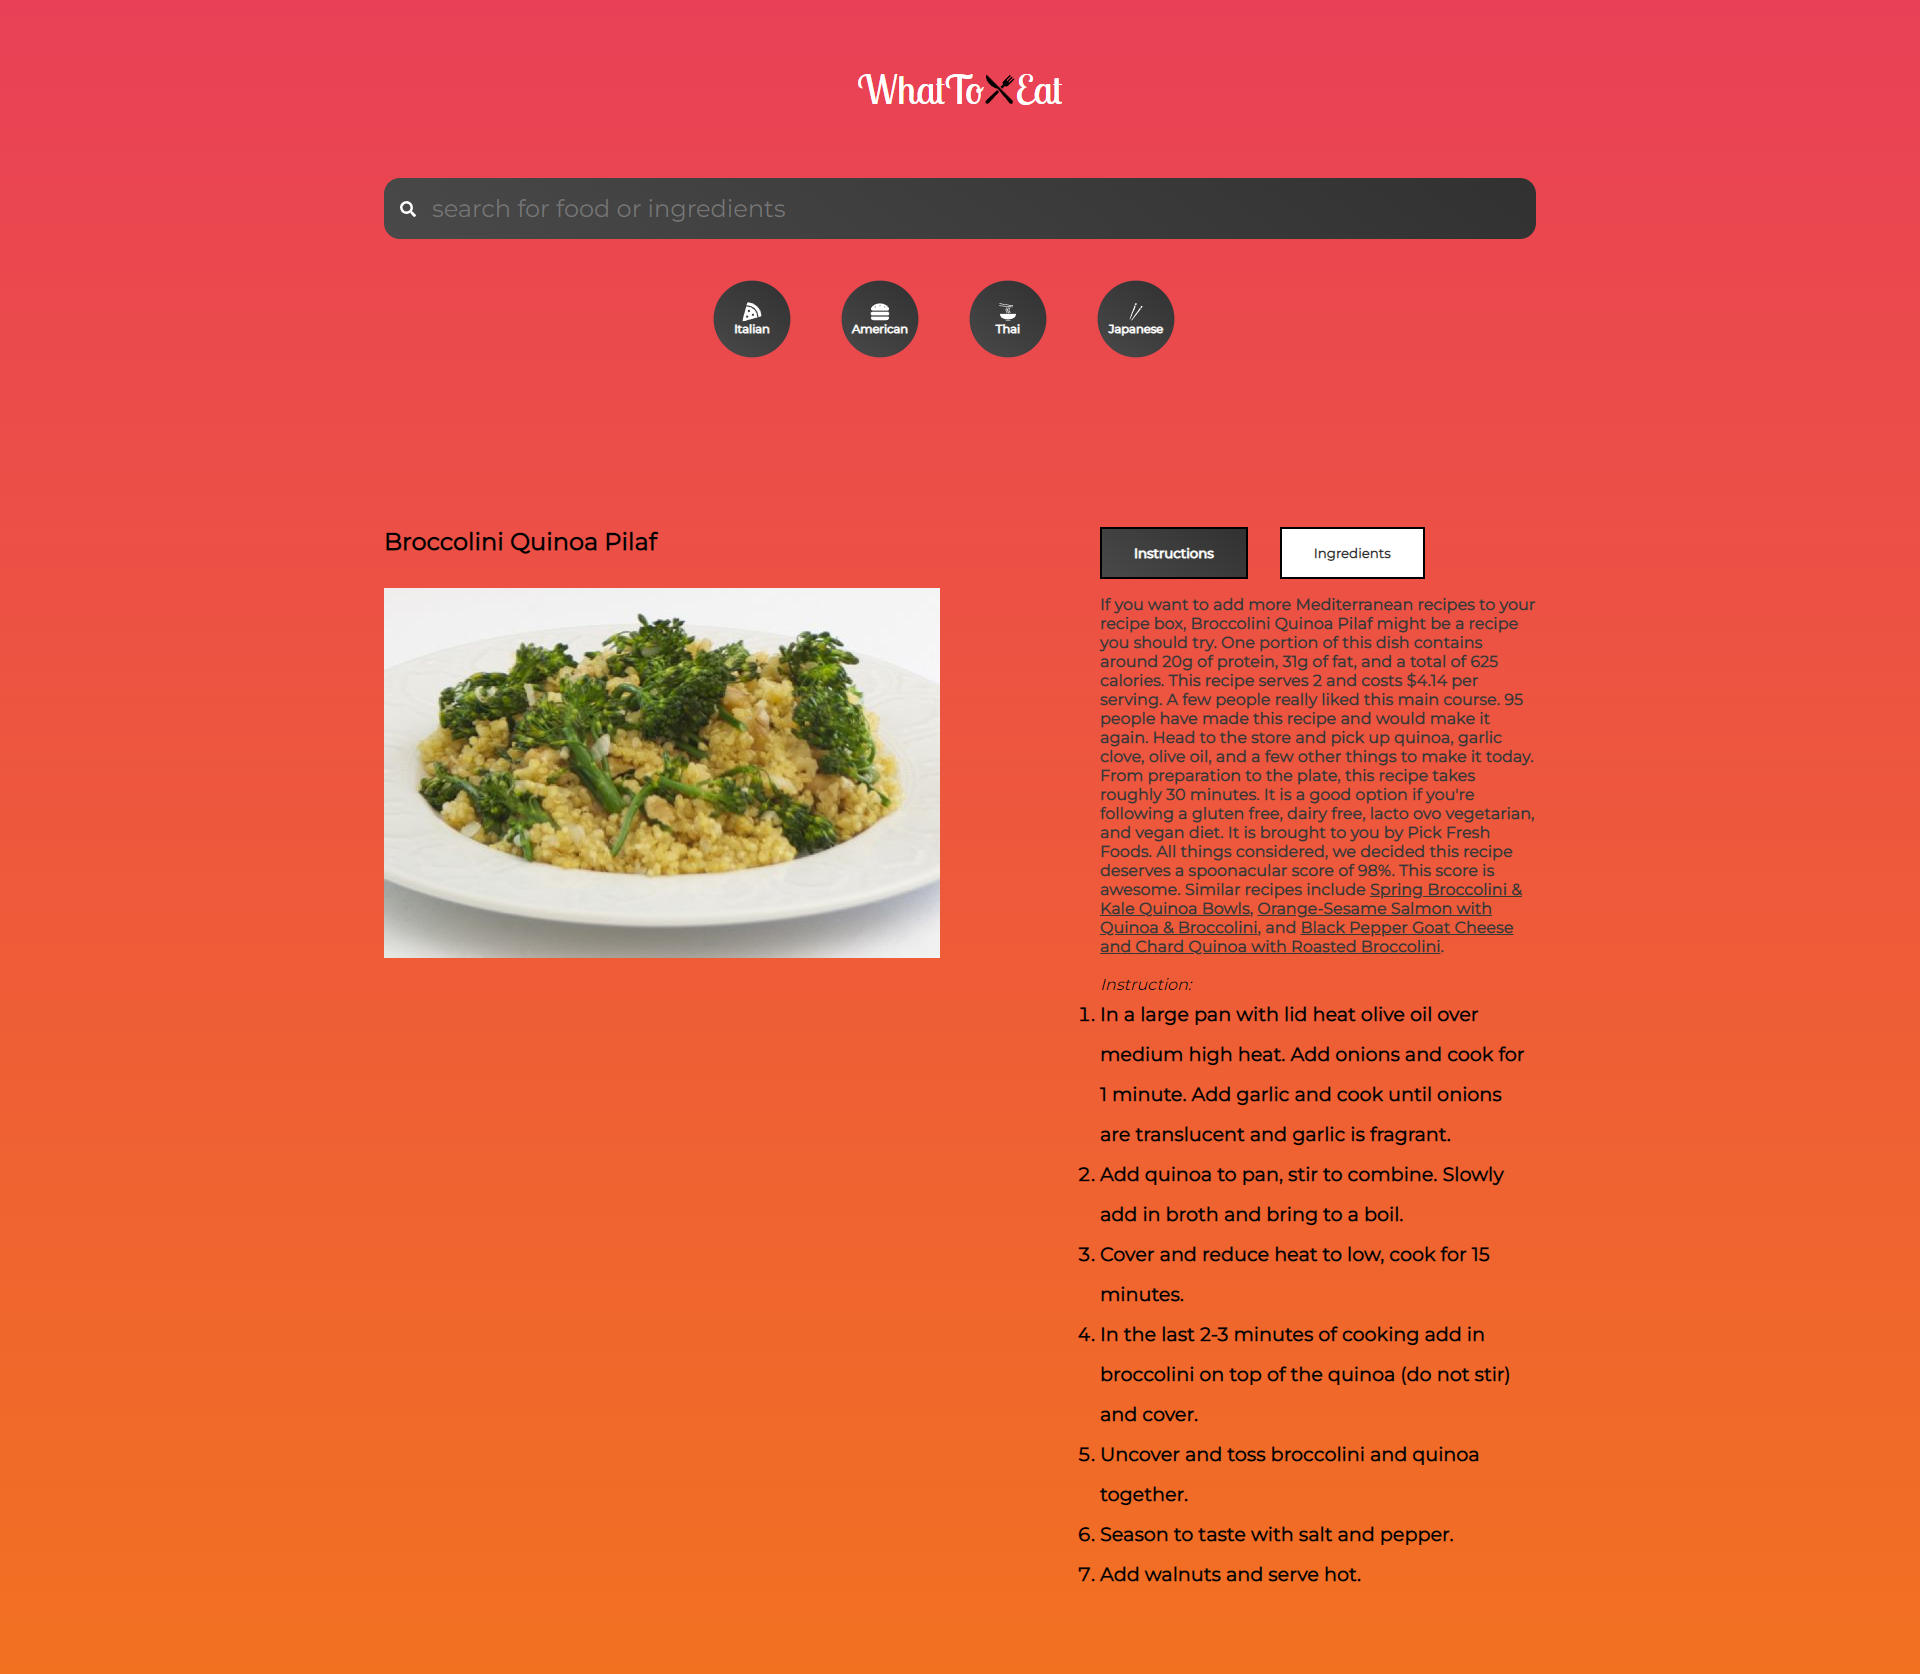 WhatToEat
search for food or ingredients
Italian
American
Thai
Japanese
Broccolini Quinoa Pilaf
Instructions
Ingredients
If you want to add more Mediterranean recipes to your
recipe box, Broccolini Quinoa Pilaf might be a recipe
you should try. One portion of this dish contains
around 20g of protein, 31g of fat, and a total of 625
calories. This recipe serves 2 and costs $4.14 per
serving. A few people really liked this main course. 95
people have made this recipe and would make it
again. Head to the store and pick up quinoa, garlic
clove, olive oil, and a few other things to make it today.
From preparation to the plate, this recipe takes
roughly 30 minutes. It is a good option if you're
following a gluten free, dairy free, lacto ovo vegetarian,
and vegan diet. It is brought to you by Pick Fresh
Foods. All things considered, we decided this recipe
deserves a spoonacular score of 98%. This score is
awesome. Similar recipes include Spring Broccolini &
Kale Quinoa Bowls, Orange-Sesame Salmon with
Quinoa & Broccolini, and Black Pepper Goat Cheese
and Chard Quinoa with Roasted Broccolini.
Instruction:
1. In a large pan with lid heat olive oil over
medium high heat. Add onions and cook for
1 minute. Add garlic and cook until onions
are translucent and garlic is fragrant.
2. Add quinoa to pan, stir to combine. Slowly
add in broth and bring to a boil.
3. Cover and reduce heat to low, cook for 15
minutes.
4. In the last 2-3 minutes of cooking add in
broccolini on top of the quinoa (do not stir)
and cover.
5. Uncover and toss broccolini and quinoa
together.
6. Season to taste with salt and pepper.
7. Add walnuts and serve hot.